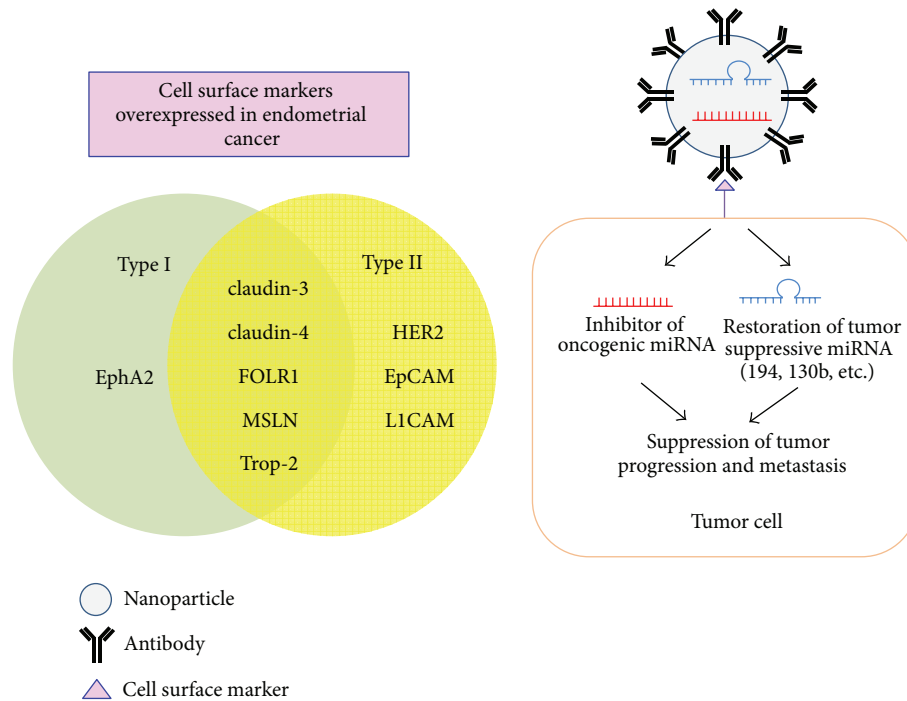 Cell surface markers
overexpressed in endometrial
cancer
Type I
EphA2
claudin-3
claudin-4
FOLR1
MSLN
Trop-2
Type II
HER2
EpCAM
L1CAM
Inhibitor of
oncogenic miRNA
Restoration of tumor
suppressive miRNA
(194, 130b, etc.)
Suppression of tumor
progression and metastasis
Tumor cell
Nanoparticle
Antibody
Cell surface marker